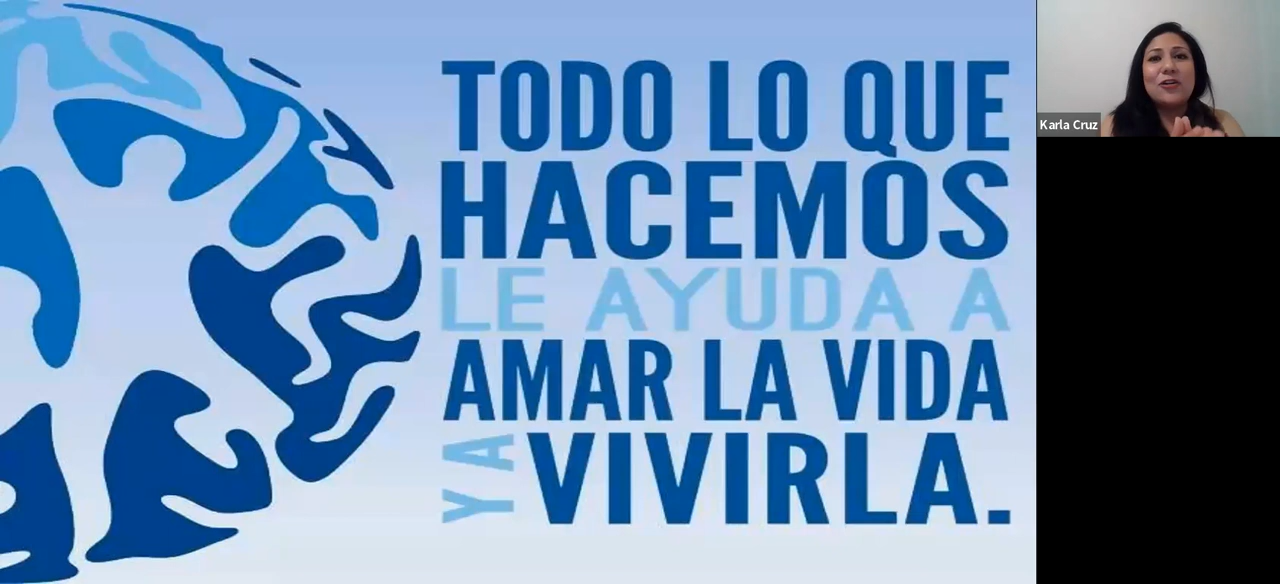 TODO LO QUE
HACEMOS
LE AYUDA A
AMAR LA VIDA
Y A VIVIRLA.
Karla Cruz